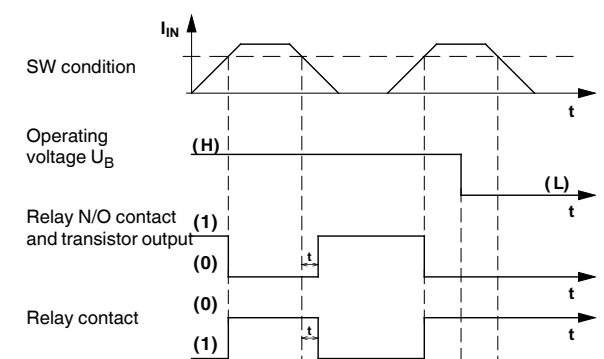 I_IN
SW condition
t
Operating
voltage U_B
(H)
(L)
t
Relay N/O contact
and transistor output
(1)
(0)
t
t
Relay contact
(0)
(1)
t
t